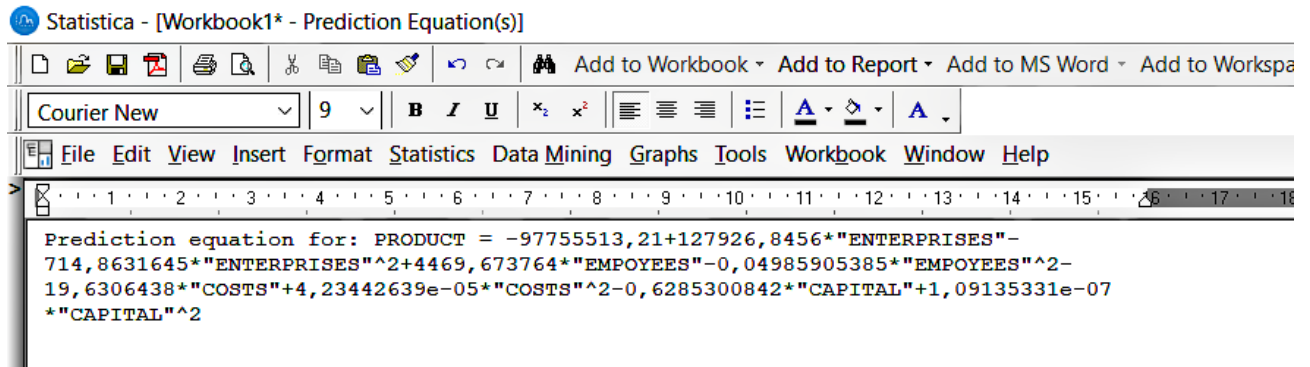 Statistica - [Workbook1* - Prediction Equation(s)]
Add to Workbook Add to Report Add to MS Word Add to Workspa
Courier New 9 B I U x₂ x² A A
File Edit View Insert Format Statistics Data Mining Graphs Tools Workbook Window Help
1 2 3 4 5 6 7 8 9 10 11 12 13 14 15 16 17 18
Prediction equation for: PRODUCT = -97755513,21+127926,8456*"ENTERPRISES"-
714,8631645*"ENTERPRISES"^2+4469,673764*"EMPOYEES"-0,04985905385*"EMPOYEES"^2-
19,6306438*"COSTS"+4,23442639e-05*"COSTS"^2-0,6285300842*"CAPITAL"+1,09135331e-07
*"CAPITAL"^2